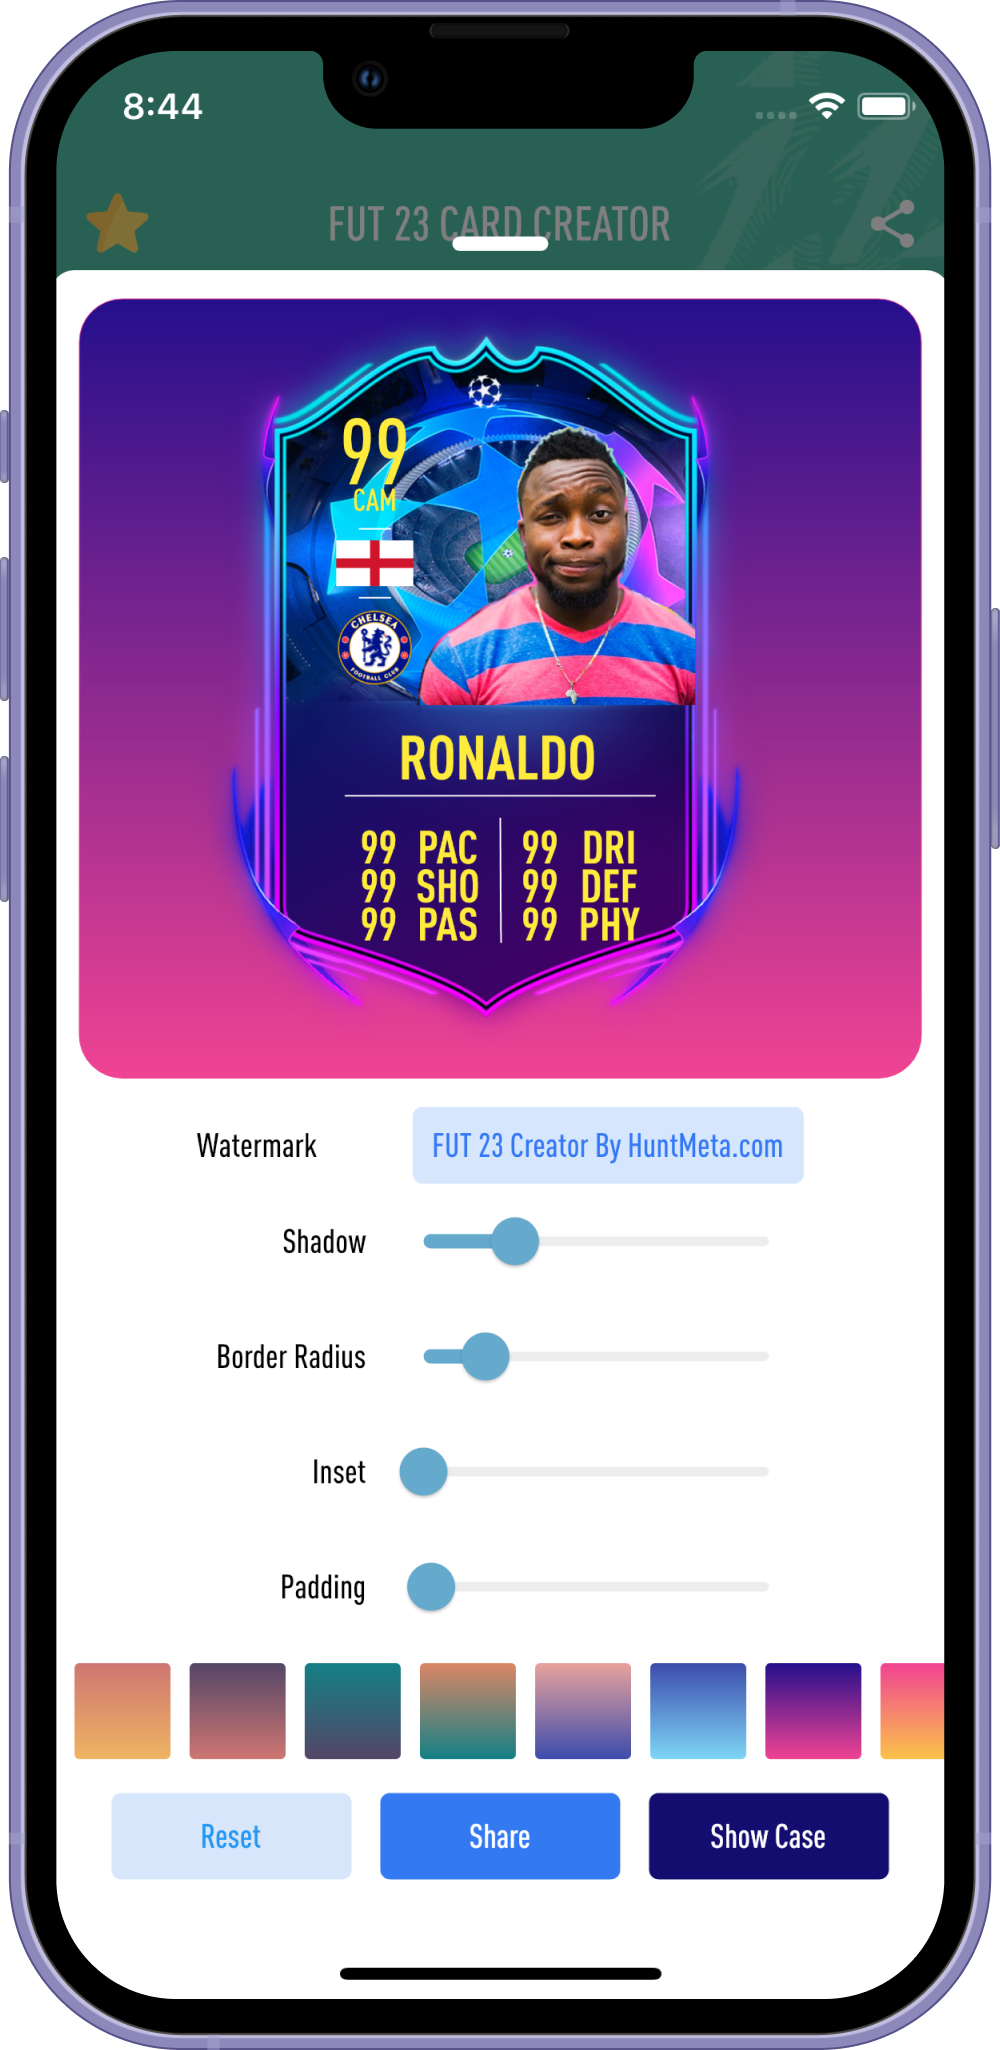 8:44
FUT 23 CARD CREATOR
99
CAM
CHELSEA
FOOTBALL CLUB
RONALDO
99 PAC 99 DRI
99 SHO 99 DEF
99 PAS 99 PHY
Watermark FUT 23 Creator By HuntMeta.com
Shadow
Border Radius
Inset
Padding
Reset Share Show Case